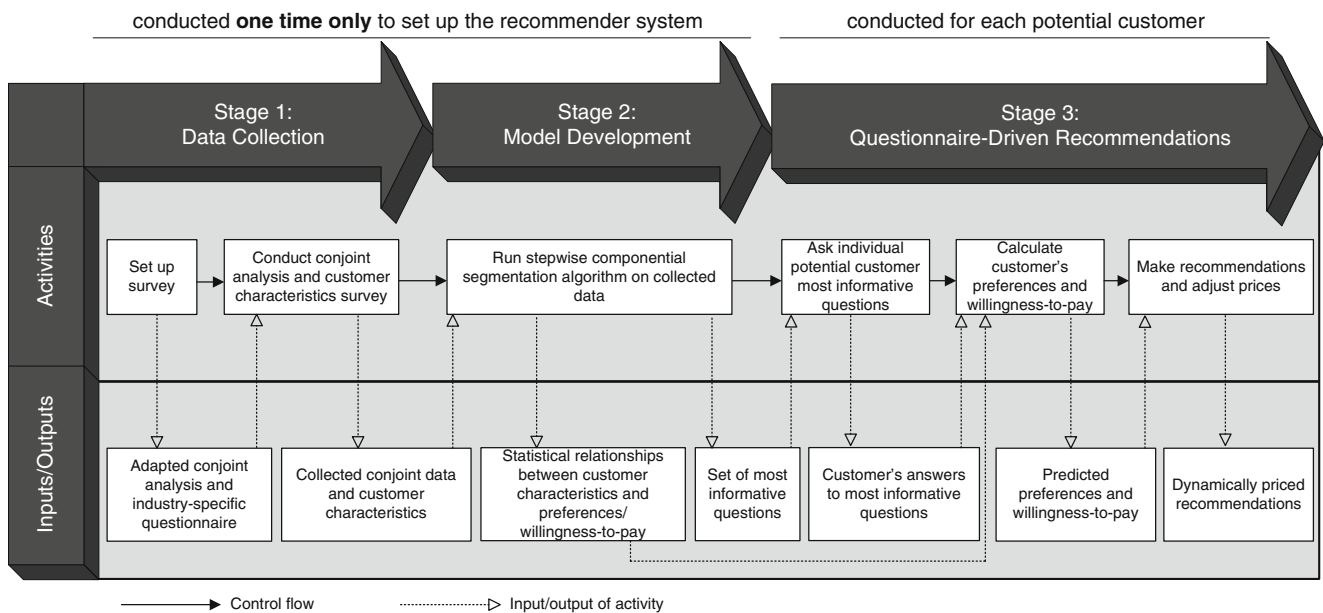 conducted one time only to set up the recommender system
conducted for each potential customer
Stage 1:
Data Collection
Stage 2:
Model Development
Stage 3:
Questionnaire-Driven Recommendations
Activities
Set up
survey
Conduct conjoint
analysis and customer
characteristics survey
Run stepwise componential
segmentation algorithm on collected
data
Ask individual
potential customer
most informative
questions
Calculate
customer's
preferences and
willingness-to-pay
Make recommendations
and adjust prices
Inputs/Outputs
Adapted conjoint
analysis and
industry-specific
questionnaire
Collected conjoint data
and customer
characteristics
Statistical relationships
between customer
characteristics and
preferences/
willingness-to-pay
Set of most
informative
questions
Customer's answers
to most informative
questions
Predicted
preferences and
willingness-to-pay
Dynamically priced
recommendations
Control flow
Input/output of activity